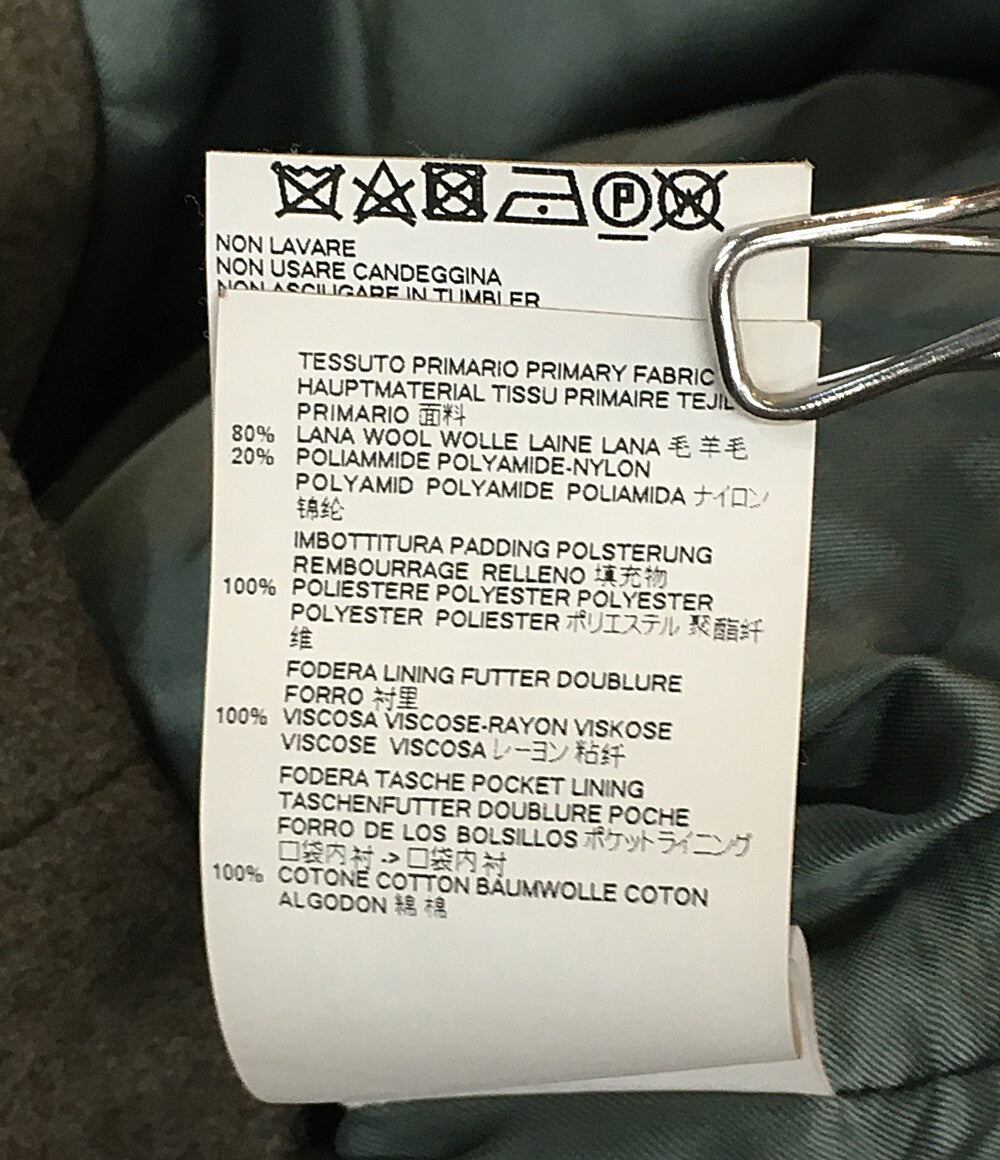 P
W
NON LAVARE
NON USARE CANDEGGINA
NON ASCIUGARE IN TUMBLER
TESSUTO PRIMARIO PRIMARY FABRIC
HAUPTMATERIAL TISSU PRIMAIRE TEJI
PRIMARIO 面料
80% LANA WOOL WOLLE LAINE LANA 毛 羊毛
20% POLIAMMIDE POLYAMIDE-NYLON
POLYAMID POLYAMIDE POLIAMIDA ナイロン
锦纶
IMBOTTITURA PADDING POLSTERUNG
REMBOURRAGE RELLENO 填充物
100% POLIESTERE POLYESTER POLYESTER
POLYESTER POLIESTER ポリエステル 聚酯纤
维
FODERA LINING FUTTER DOUBLURE
FORRO 衬里
100% VISCOSA VISCOSE-RAYON VISKOSE
VISCOSE VISCOSA レーヨン 粘纤
FODERA TASCHE POCKET LINING
TASCHENFUTTER DOUBLURE POCHE
FORRO DE LOS BOLSILLOS ポケットライニング
口袋内衬 -> 口袋内衬
100% COTONE COTTON BAUMWOLLE COTON
ALGODON 綿 棉